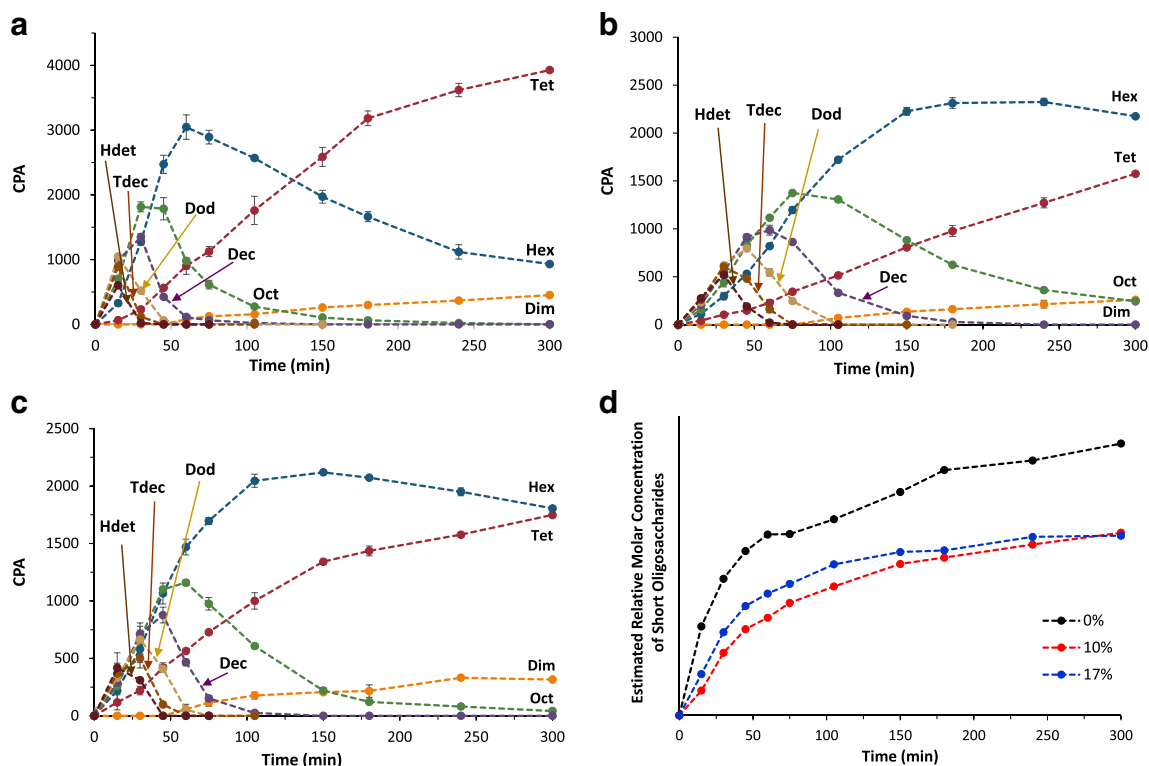 a
4000
3000
2000
1000
0
CPA
Hdet
Tdec
Dod
Dec
Oct
Tet
Hex
Dim
0 50 100 150 200 250 300
Time (min)
b
3000
2500
2000
1500
1000
500
0
CPA
Hdet
Tdec
Dod
Dec
Hex
Tet
Oct
Dim
0 50 100 150 200 250 300
Time (min)
c
2500
2000
1500
1000
500
0
CPA
Hdet
Tdec
Dod
Dec
Hex
Tet
Dim
Oct
0 50 100 150 200 250 300
Time (min)
d
Estimated Relative Molar Concentration
of Short Oligosaccharides
0%
10%
17%
0 50 100 150 200 250 300
Time (min)